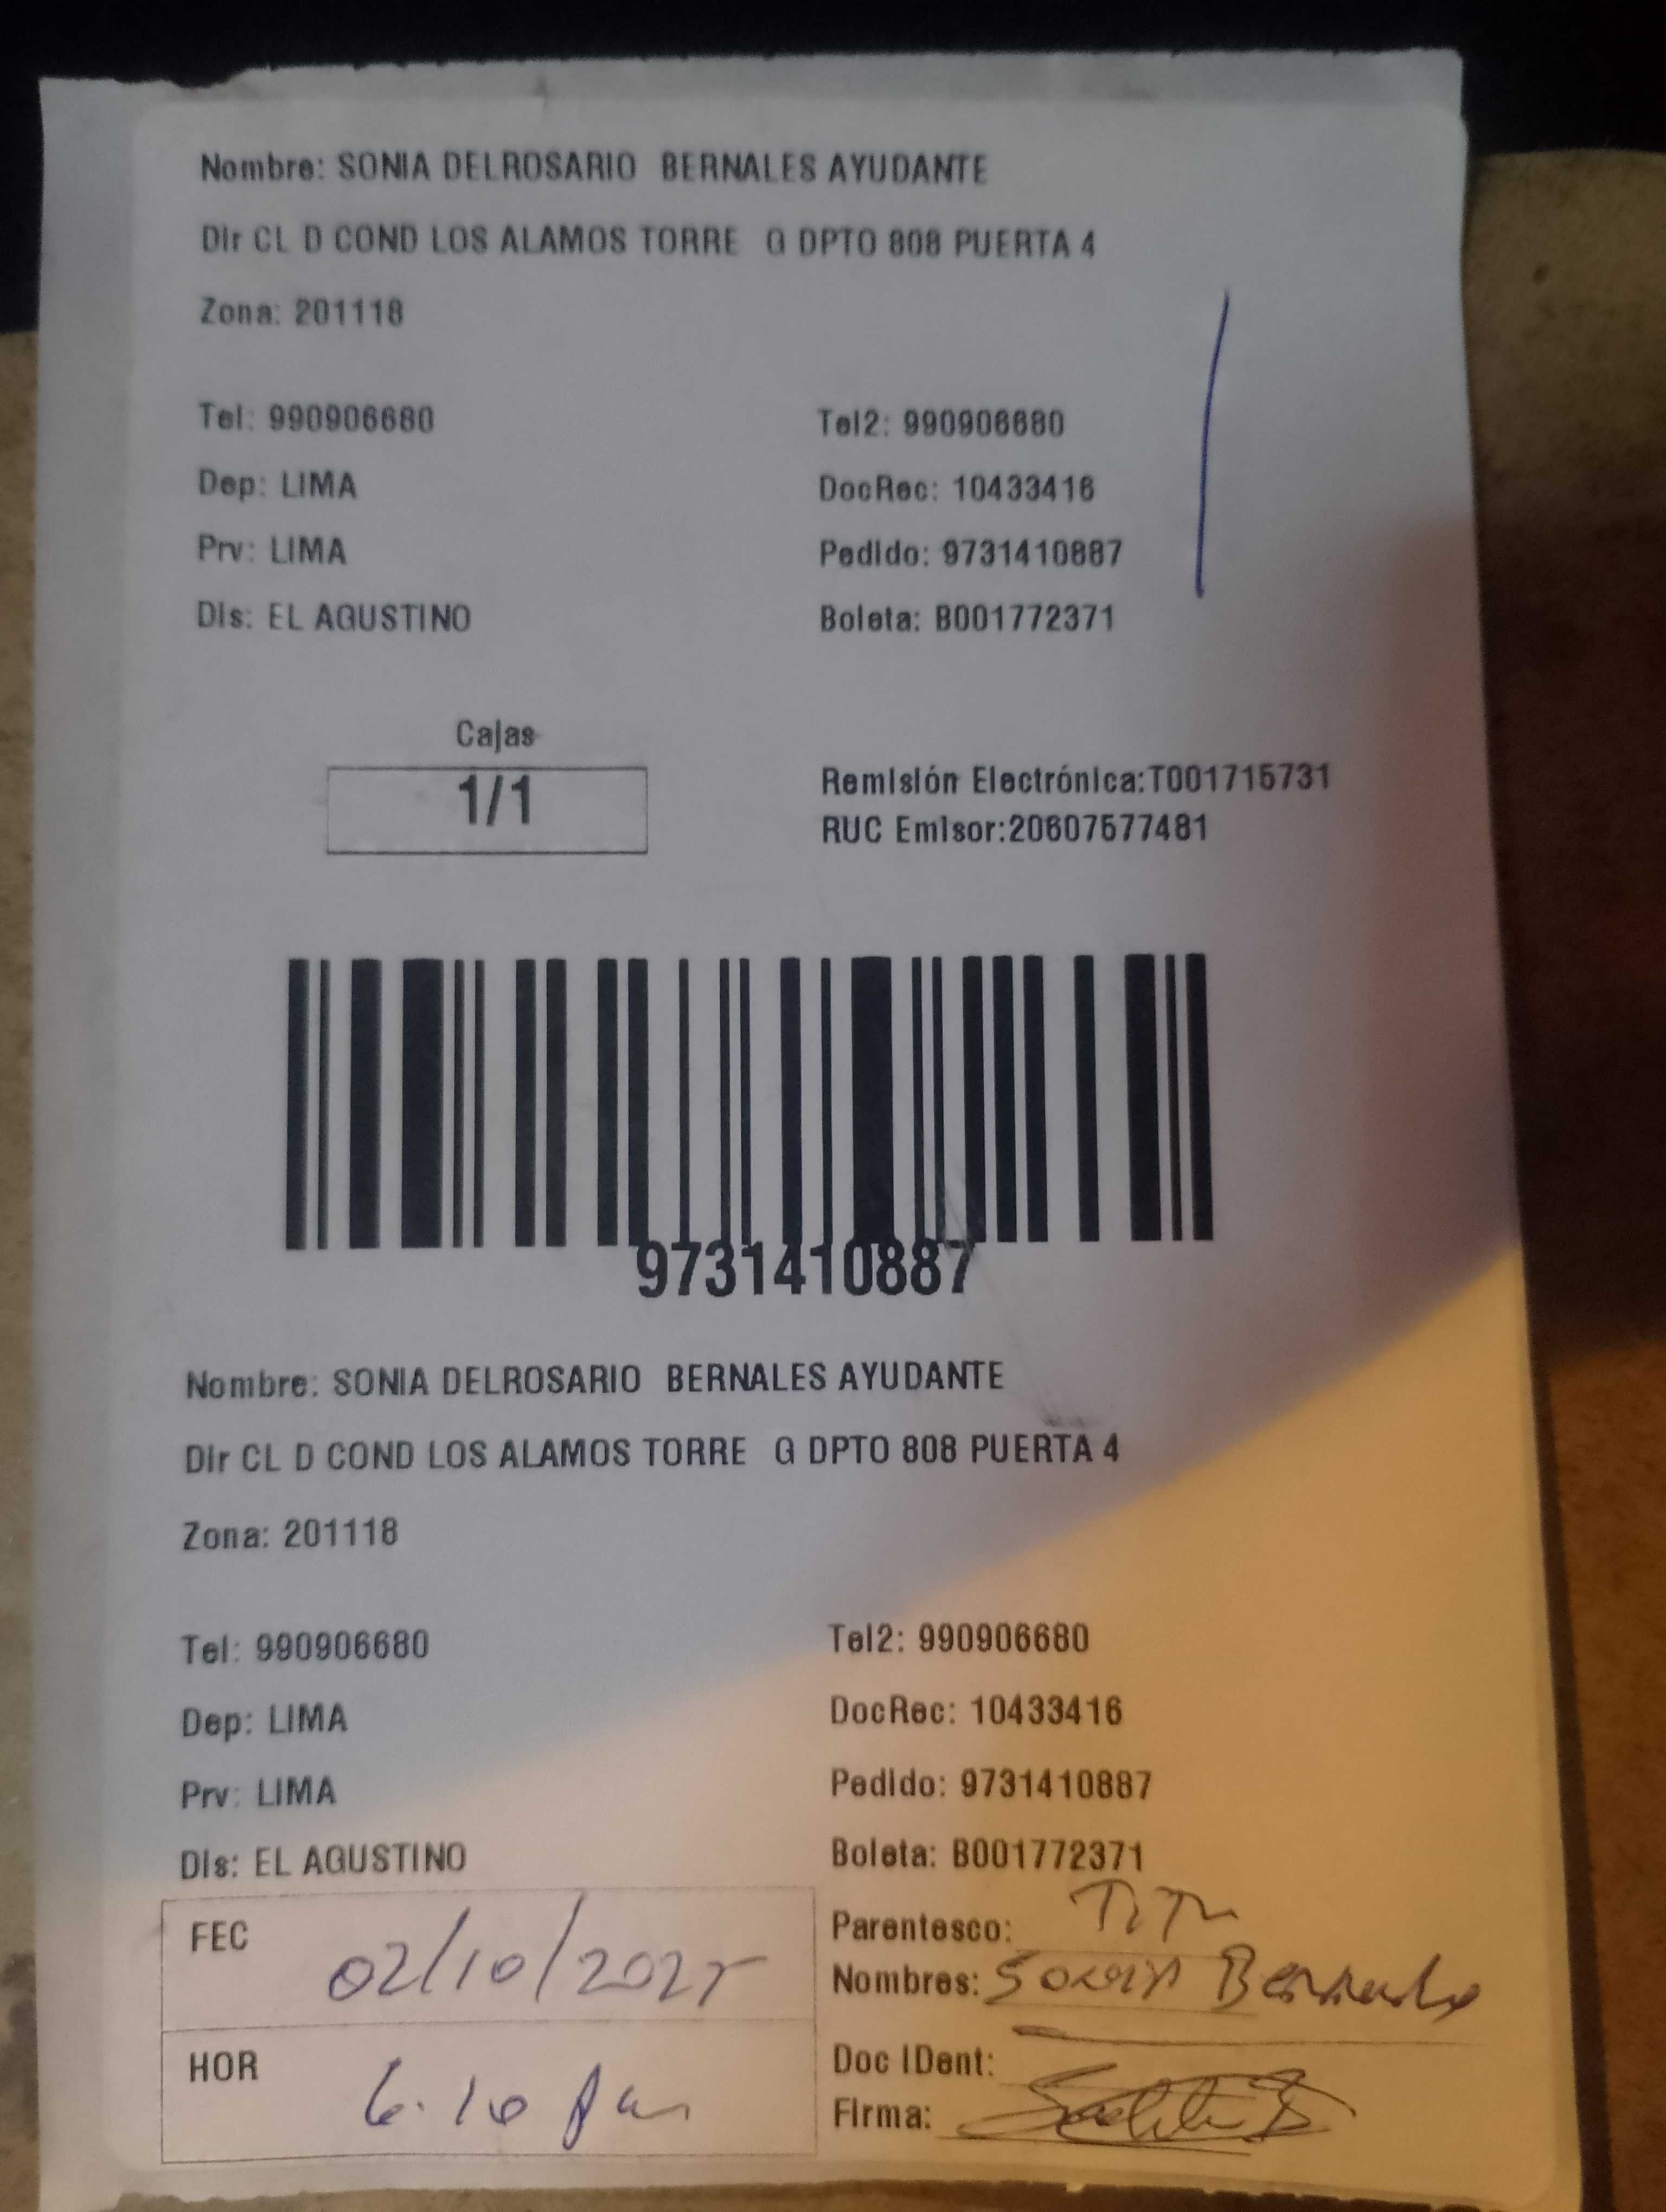 Nombre: SONIA DELROSARIO BERNALES AYUDANTE
Dir CL D COND LOS ALAMOS TORRE G DPTO 808 PUERTA 4
Zona: 201118
Tel: 990906680 Tel2: 990906680
Dep: LIMA DocRec: 10433416
Prv: LIMA Pedido: 9731410887
Dis: EL AGUSTINO Boleta: B001772371
Cajas
1/1
Remisión Electrónica:T001715731
RUC Emisor:20607577481
9731410887
Nombre: SONIA DELROSARIO BERNALES AYUDANTE
Dir CL D COND LOS ALAMOS TORRE G DPTO 808 PUERTA 4
Zona: 201118
Tel: 990906680 Tel2: 990906680
Dep: LIMA DocRec: 10433416
Prv: LIMA Pedido: 9731410887
Dis: EL AGUSTINO Boleta: B001772371
FEC 02/10/2025
Parentesco:
Nombres: Sonia Bernales
HOR 6.10 pm
Doc IDent:
Firma: